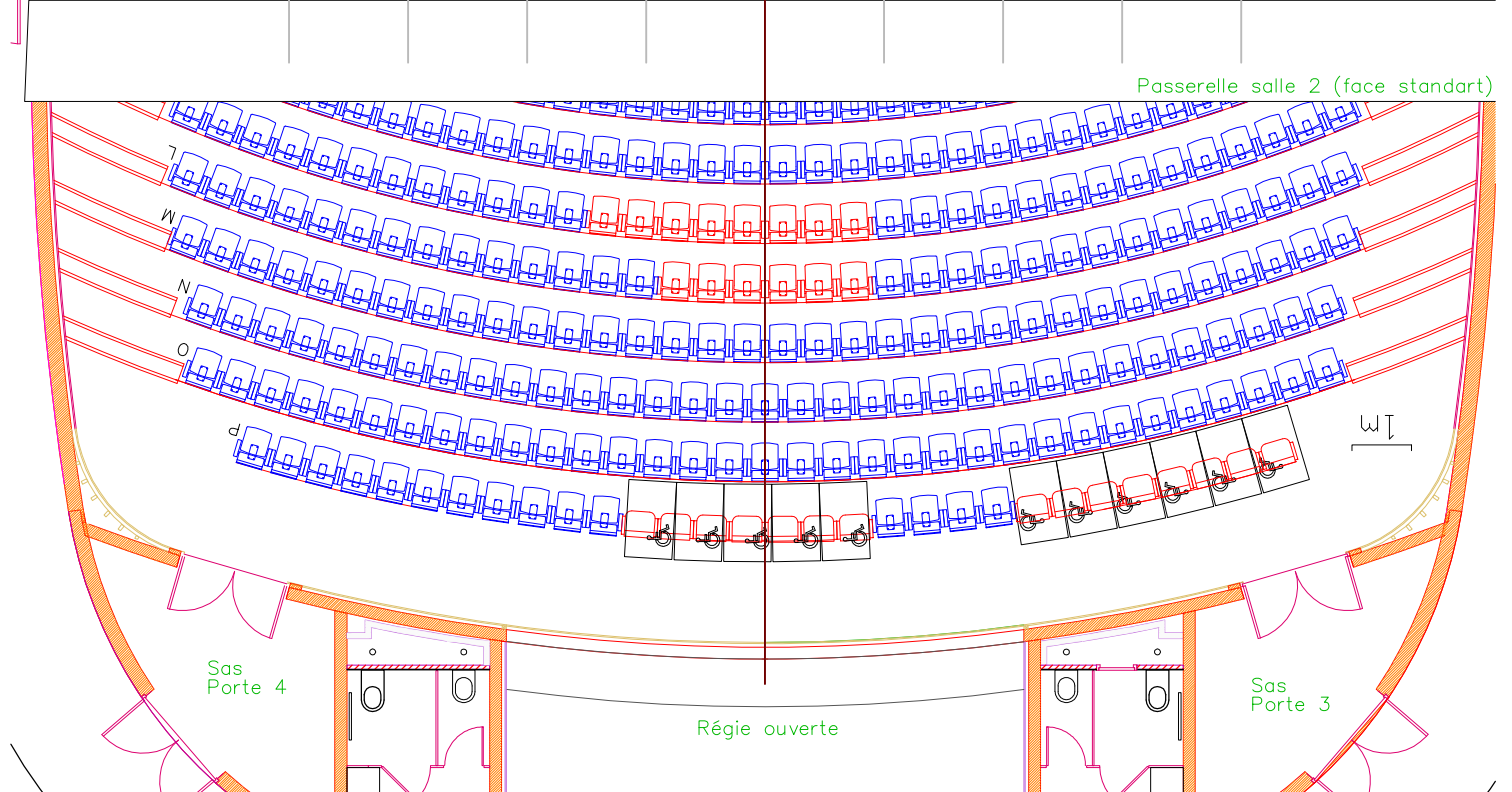 Passerelle salle 2 (face standart)
L
M
N
O
P
1m
Sas
Porte 4
Sas
Porte 3
Régie ouverte